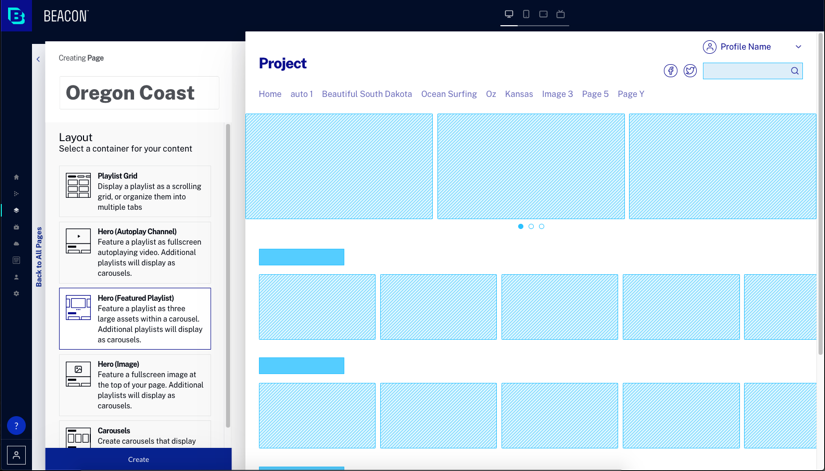 BEACON
Creating Page
Oregon Coast
Layout
Select a container for your content
Playlist Grid
Display a playlist as a scrolling
grid, or organize them into
multiple tabs
Hero (Autoplay Channel)
Feature a playlist as fullscreen
autoplaying video. Additional
playlists will display as
carousels.
Hero (Featured Playlist)
Feature a playlist as three
large assets within a carousel.
Additional playlists will display
as carousels.
Hero (Image)
Feature a fullscreen image at
the top of your page. Additional
playlists will display as
carousels.
Carousels
Create carousels that display
Create
Back to All Pages
?
Profile Name
Project
Home auto 1 Beautiful South Dakota Ocean Surfing Oz Kansas Image 3 Page 5 Page Y